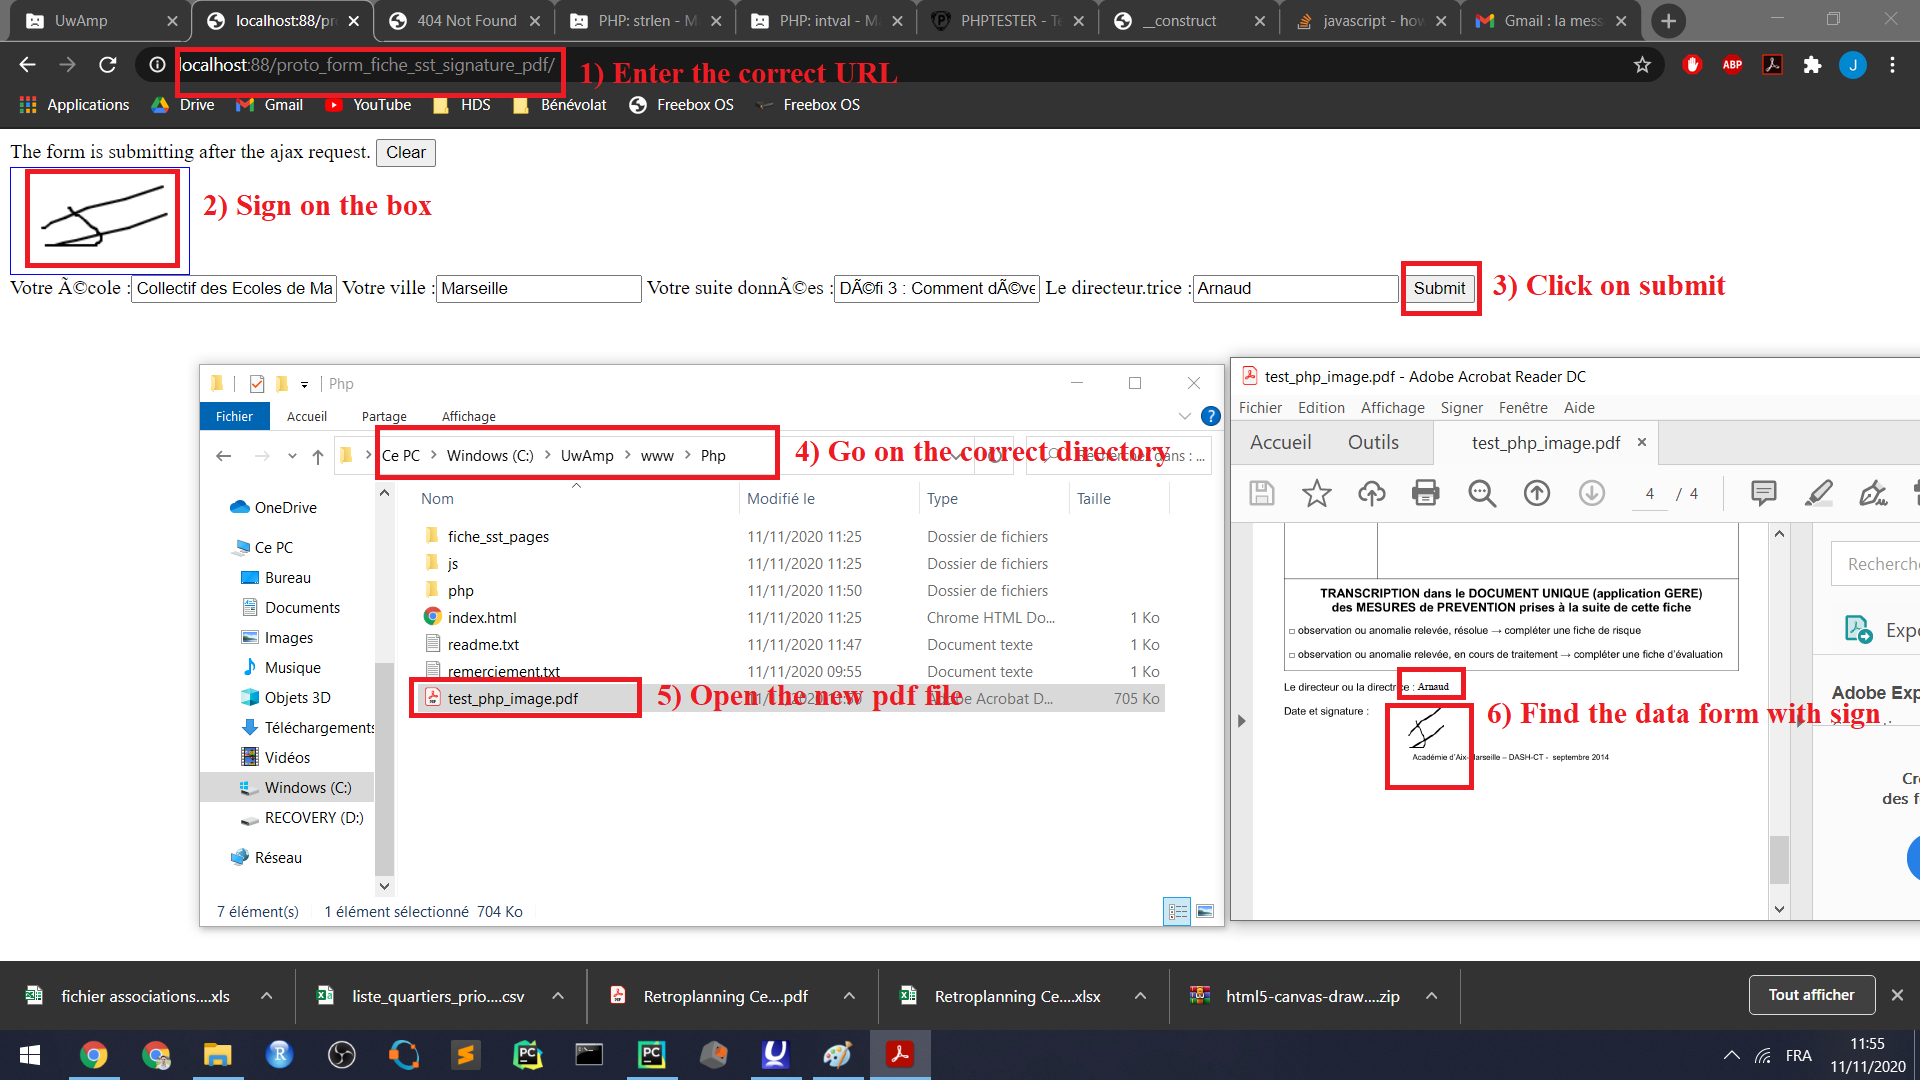 UwAmp
localhost:88/pr
404 Not Found
PHP: strlen - M
PHP: intval - M
PHPTESTER - Te
__construct
javascript - how
Gmail : la mess
localhost:88/proto_form_fiche_sst_signature_pdf/
1) Enter the correct URL
ABP
J
Applications
Drive
Gmail
YouTube
HDS
Bénévolat
Freebox OS
Freebox OS
The form is submitting after the ajax request.
Clear
2) Sign on the box
Votre Ã©cole :
Collectif des Ecoles de Ma
Votre ville :
Marseille
Votre suite donnÃ©es :
DÃ©fi 3 : Comment dÃ©ve
Le directeur.trice :
Arnaud
Submit
3) Click on submit
Php
Fichier
Accueil
Partage
Affichage
Ce PC > Windows (C:) > UwAmp > www > Php
4) Go on the correct directory
dans : ...
Nom
Modifié le
Type
Taille
OneDrive
Ce PC
Bureau
Documents
Images
Musique
Objets 3D
Téléchargements
Vidéos
Windows (C:)
RECOVERY (D:)
Réseau
fiche_sst_pages 11/11/2020 11:25 Dossier de fichiers
js 11/11/2020 11:25 Dossier de fichiers
php 11/11/2020 11:50 Dossier de fichiers
index.html 11/11/2020 11:25 Chrome HTML Do... 1 Ko
readme.txt 11/11/2020 11:47 Document texte 1 Ko
remerciement.txt 11/11/2020 09:55 Document texte 1 Ko
test_php_image.pdf 705 Ko
5) Open the new pdf file
7 élément(s)
1 élément sélectionné 704 Ko
test_php_image.pdf - Adobe Acrobat Reader DC
Fichier Edition Affichage Signer Fenêtre Aide
Accueil
Outils
test_php_image.pdf
4 / 4
TRANSCRIPTION dans le DOCUMENT UNIQUE (application GERE)
des MESURES de PREVENTION prises à la suite de cette fiche
□ observation ou anomalie relevée, résolue → compléter une fiche de risque
□ observation ou anomalie relevée, en cours de traitement → compléter une fiche d'évaluation
Le directeur ou la directrice : Arnaud
Date et signature :
6) Find the data form with sign
Académie d'Aix-Marseille – DASH-CT - septembre 2014
Recherche
Expo
Adobe Exp
Cr
des f
fichier associations....xls
liste_quartiers_prio....csv
Retroplanning Ce....pdf
Retroplanning Ce....xlsx
html5-canvas-draw....zip
Tout afficher
FRA
11:55
11/11/2020